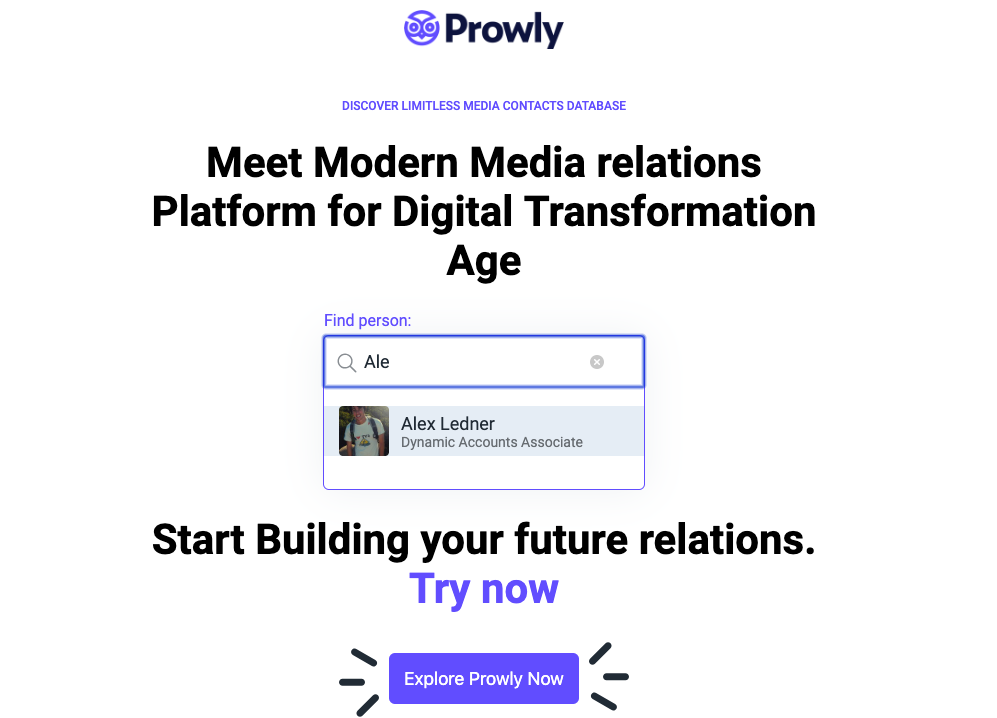 Prowly
DISCOVER LIMITLESS MEDIA CONTACTS DATABASE
Meet Modern Media relations
Platform for Digital Transformation
Age
Find person:
Ale
Alex Ledner
Dynamic Accounts Associate
Start Building your future relations.
Try now
Explore Prowly Now